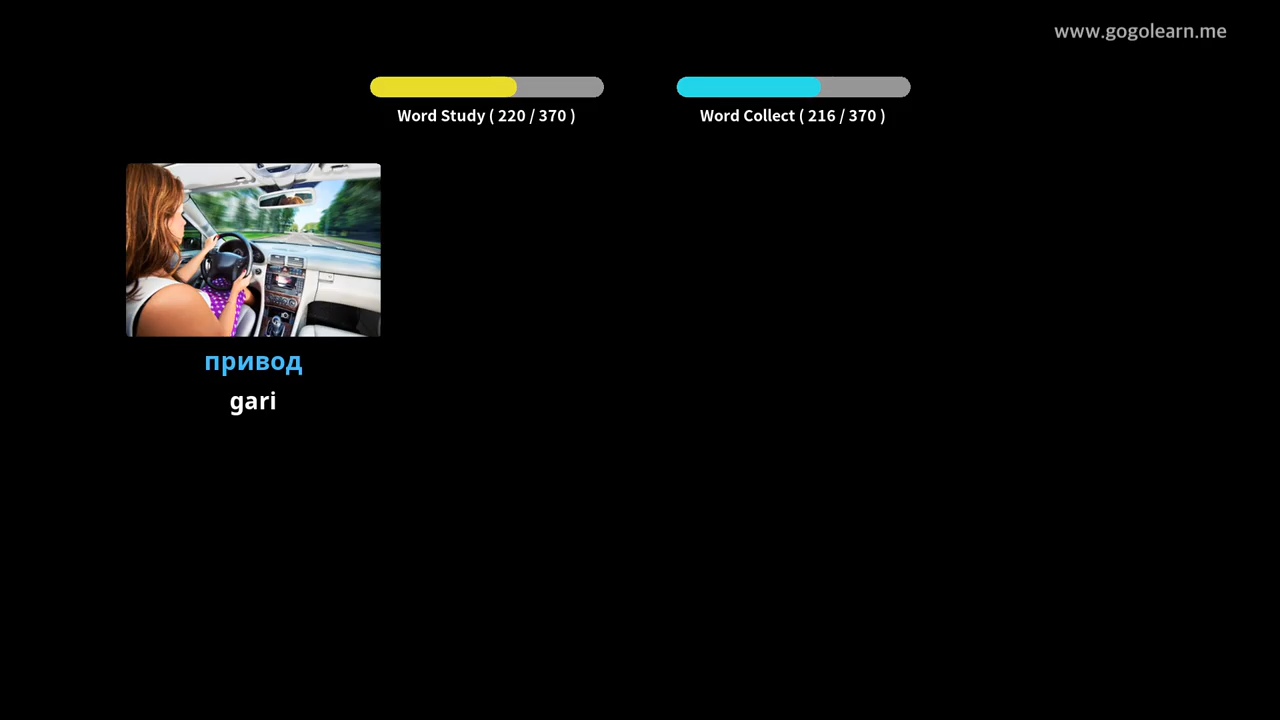 www.gogolearn.me
Word Study ( 220 / 370 )
Word Collect ( 216 / 370 )
привод
gari